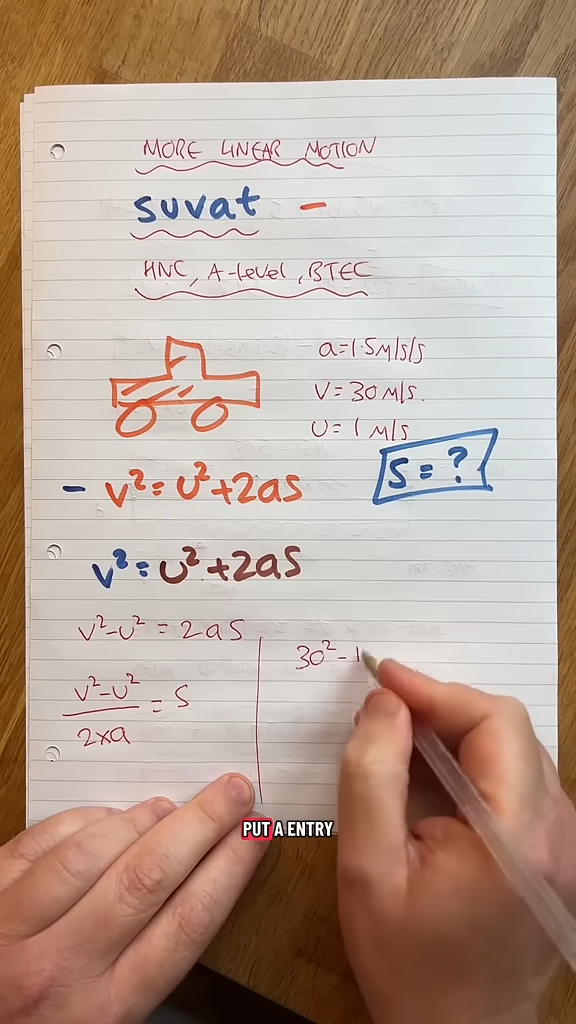 MORE LINEAR MOTION
suvat -
HNC, A-Level, BTEC
a=1.5m/s/s
V=30m/s.
U=1m/s
S=?
- V²=U²+2aS
V²=U²+2aS
V²-U²=2aS
30²-1
V²-U²
/2xa = S
PUT A ENTRY